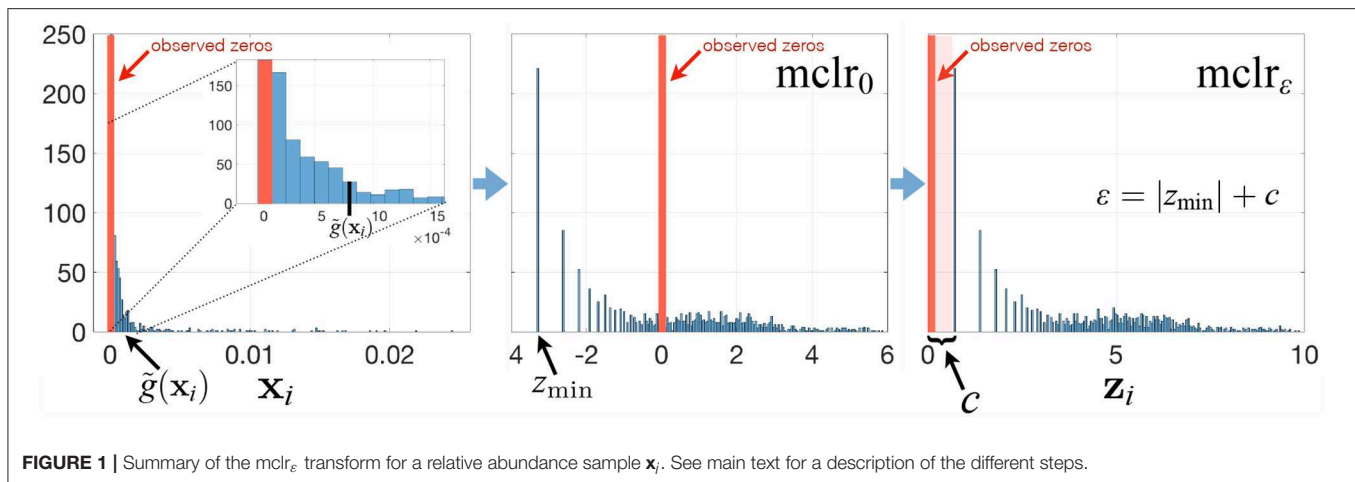 250
200
150
100
50
0
observed zeros
150
100
50
0
0 5 10 15
g̃(𝐱ᵢ)
×10⁻⁴
0 0.01 0.02
g̃(𝐱ᵢ)
𝐱ᵢ
observed zeros
mclr₀
4 -2 0 2 4 6
z_min
observed zeros
mclr_ε
ε = |z_min| + c
0 5 10
c
𝐳ᵢ
FIGURE 1 | Summary of the mclr_ε transform for a relative abundance sample 𝐱ᵢ. See main text for a description of the different steps.